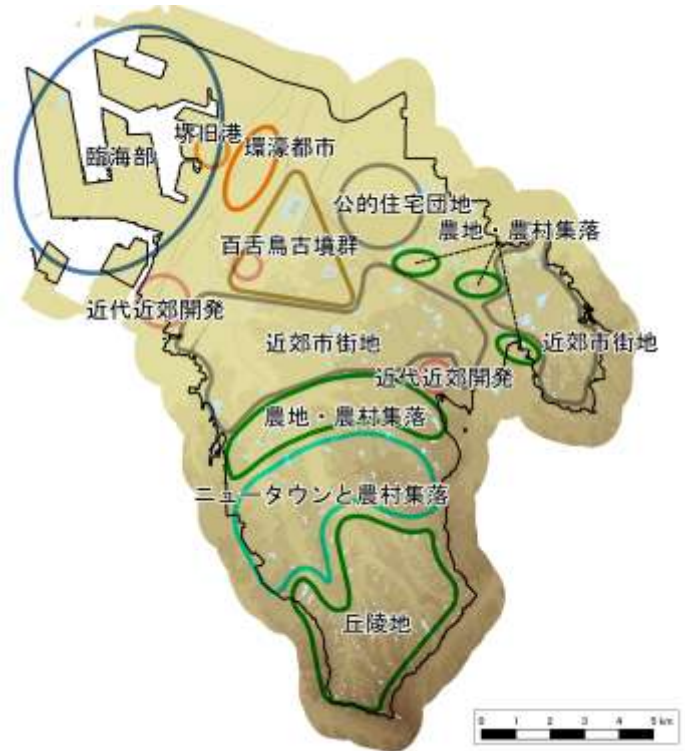 堺旧港
環濠都市
臨海部
公的住宅団地
農地・農村集落
百舌鳥古墳群
近代近郊開発
近郊市街地
近郊市街地
近代近郊開発
農地・農村集落
ニュータウンと農村集落
丘陵地
0 1 2 3 4 5 km